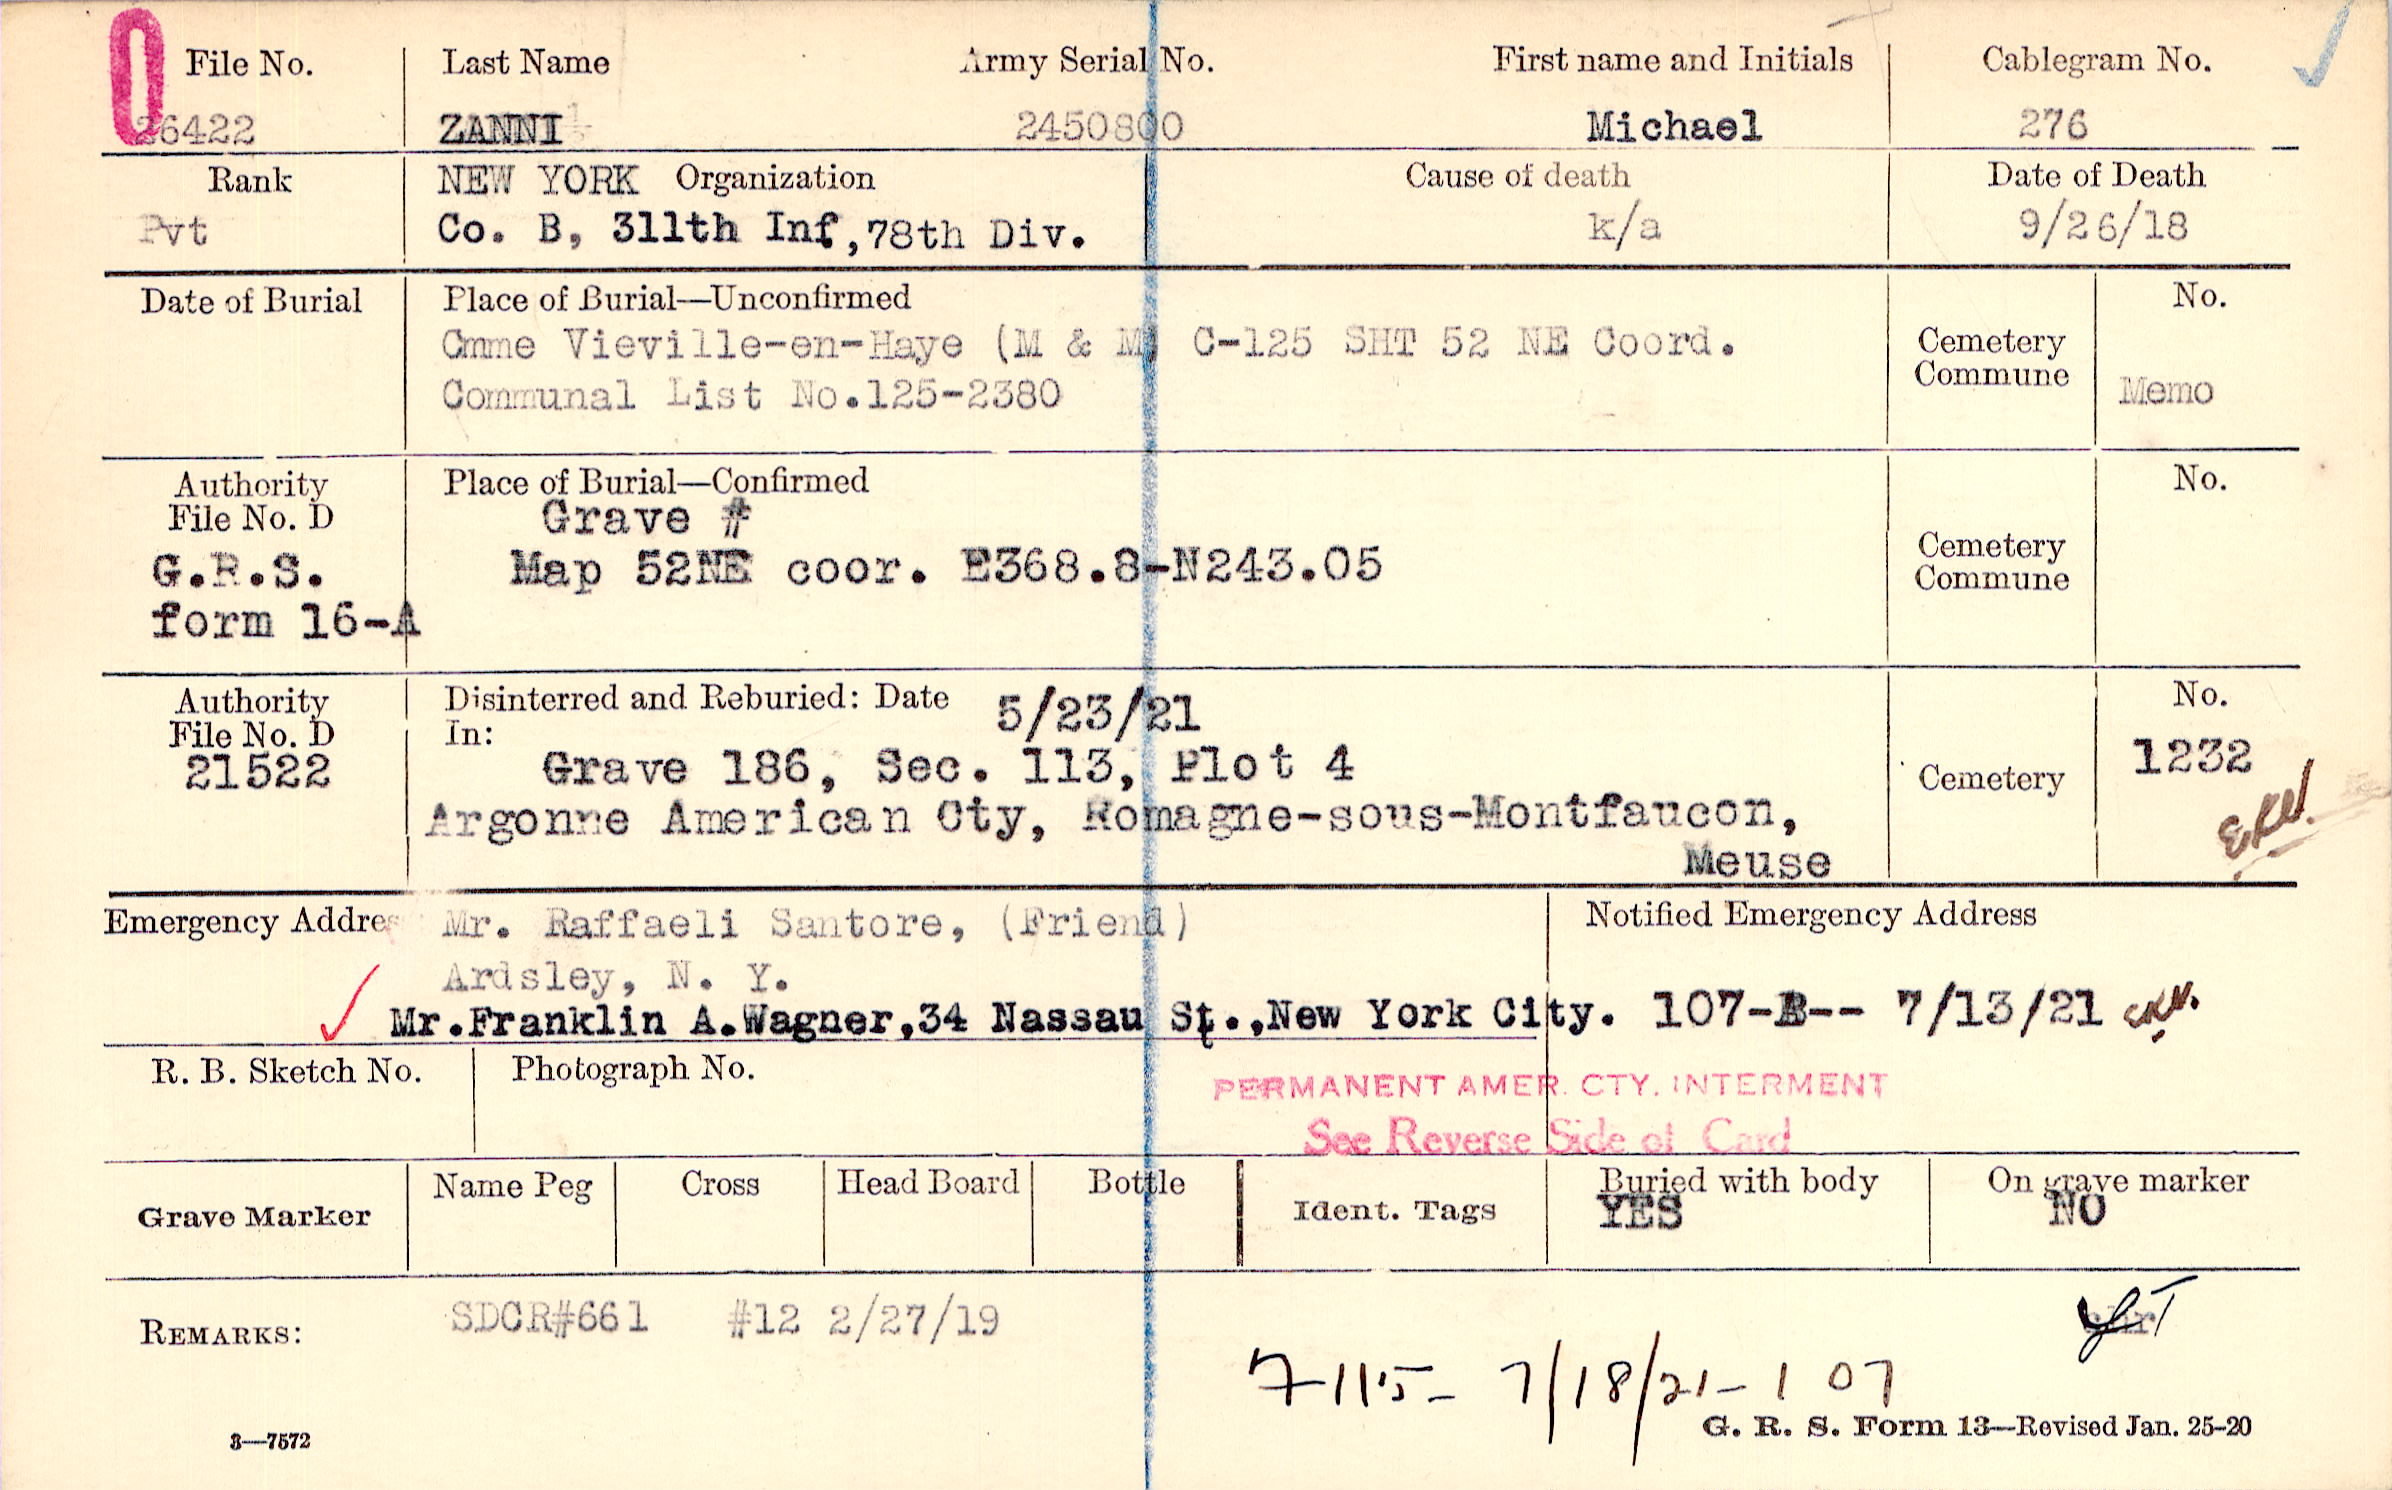 File No. Last Name Army Serial No. First name and Initials Cablegram No.
26422 ZANNI 2450800 Michael 276
Rank NEW YORK Organization Cause of death Date of Death
Pvt Co. B, 311th Inf,78th Div. k/a 9/26/18
Date of Burial Place of Burial—Unconfirmed No.
Cmme Vieville-en-Haye (M & M) C-125 SHT 52 NE Coord. Cemetery
Commune
Communal List No.125-2380 Memo
Authority Place of Burial—Confirmed No.
File No. D Grave #
G.R.S. Map 52NE coor. E368.8-N243.05 Cemetery
Commune
form 16-A
Authority Disinterred and Reburied: Date 5/23/21 No.
File No. D In:
21522 Grave 186, Sec. 113, Plot 4 Cemetery 1232
Argonne American Cty, Romagne-sous-Montfaucon,
Meuse
Emergency Addres Mr. Raffaeli Santore, (Friend) Notified Emergency Address
Ardsley, N. Y.
Mr.Franklin A.Wagner,34 Nassau St.,New York City. 107- -- 7/13/21
R. B. Sketch No. Photograph No.
PERMANENT AMER. CTY. INTERMENT
See Reverse Side of Card
Grave Marker Name Peg Cross Head Board Bottle Ident. Tags Buried with body On grave marker
YES NO
REMARKS: SDCR#661 #12 2/27/19
7115- 7/18/21-107
3—7572 G. R. S. Form 13—Revised Jan. 25-20